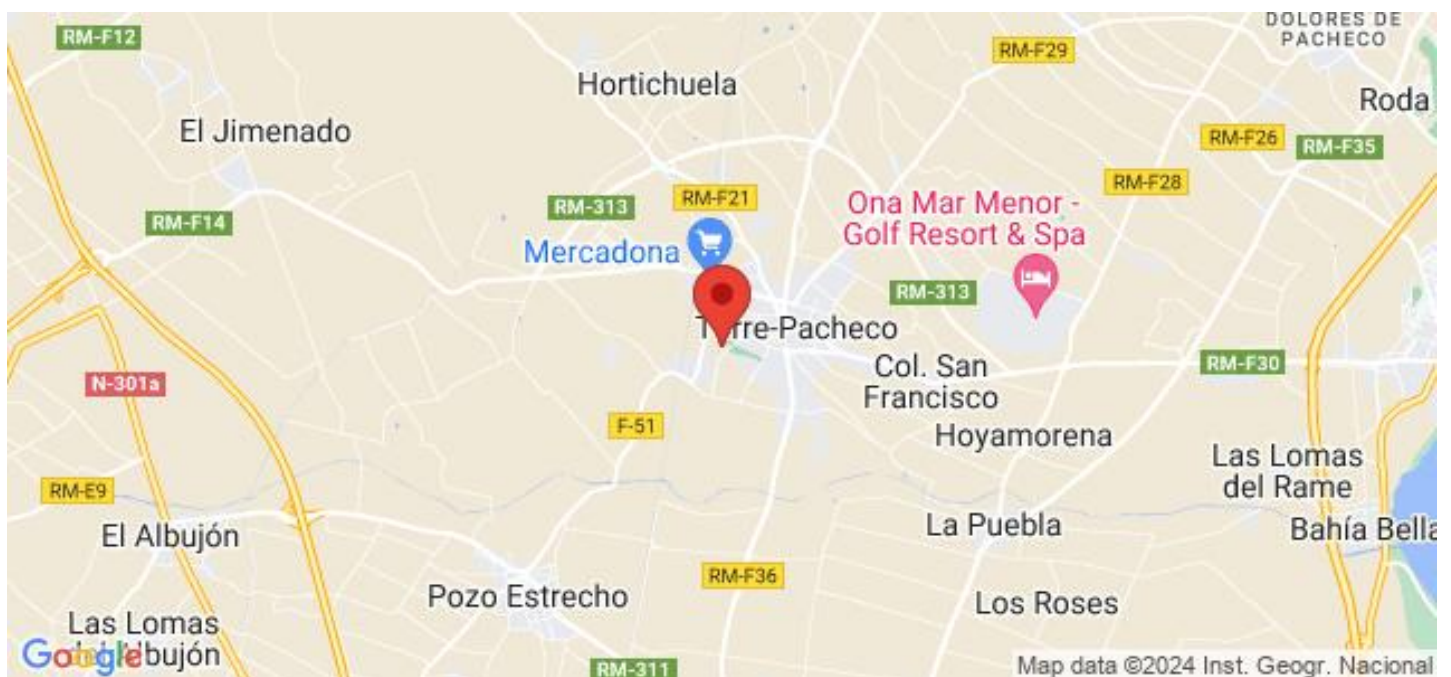 DOLORES DE
PACHECO
RM-F12
RM-F29
Hortichuela
Roda
El Jimenado
RM-F26
RM-F35
RM-F28
RM-F21
RM-313
Ona Mar Menor -
Golf Resort & Spa
RM-F14
Mercadona
RM-313
Torre-Pacheco
RM-F30
Col. San
Francisco
N-301a
F-51
Hoyamorena
Las Lomas
del Rame
RM-E9
La Puebla
El Albujón
Bahía Bella
RM-F36
Pozo Estrecho
Los Roses
Las Lomas
del Albujón
Google
RM-311
Map data ©2024 Inst. Geogr. Nacional